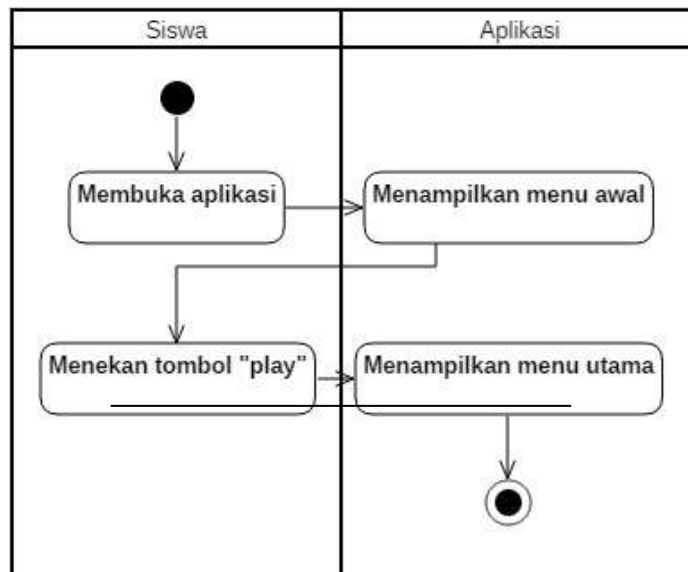 Siswa
Aplikasi
Membuka aplikasi
Menampilkan menu awal
Menekan tombol "play"
Menampilkan menu utama